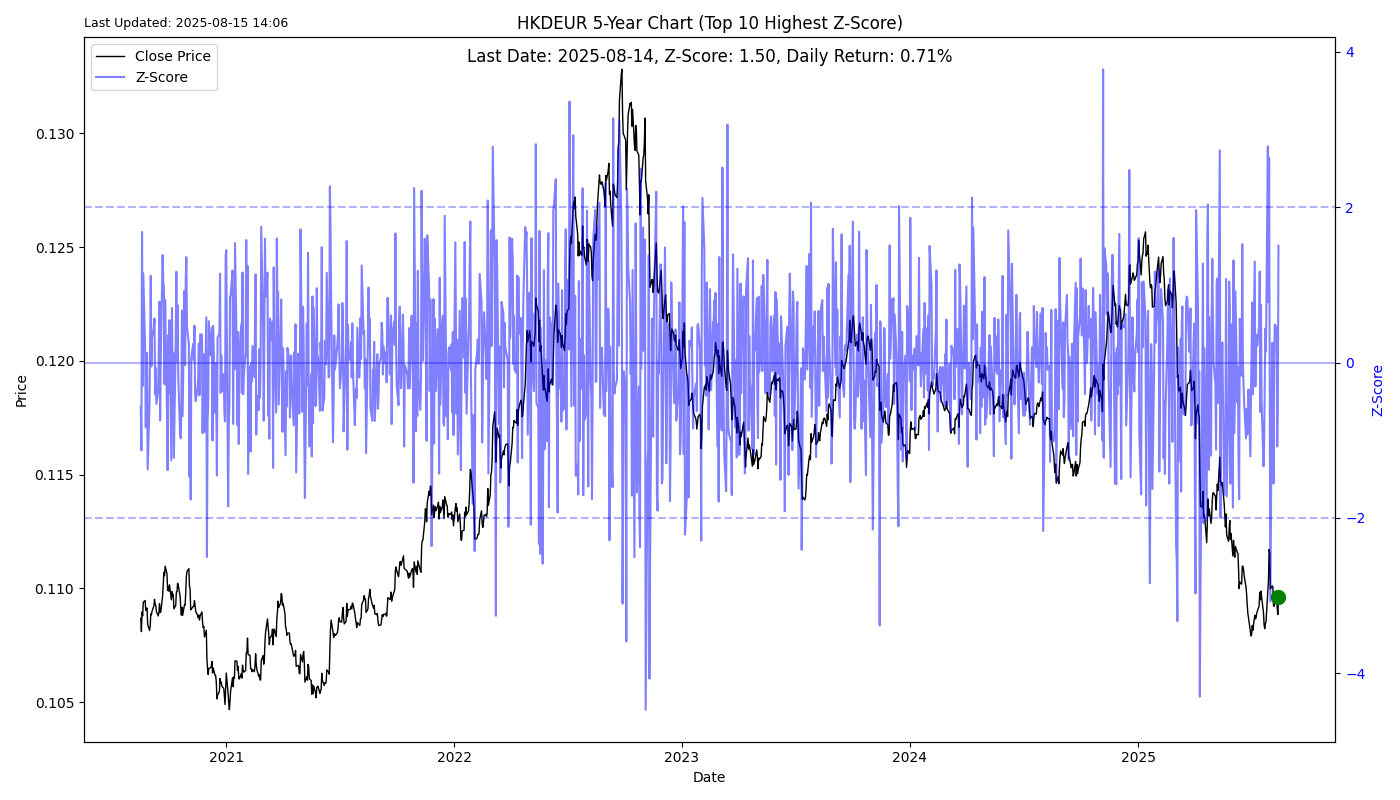 Last Updated: 2025-08-15 14:06
HKDEUR 5-Year Chart (Top 10 Highest Z-Score)
Last Date: 2025-08-14, Z-Score: 1.50, Daily Return: 0.71%
Close Price
Z-Score
0.130
0.125
0.120
0.115
0.110
0.105
Price
4
2
0
−2
−4
Z-Score
2021
2022
2023
2024
2025
Date